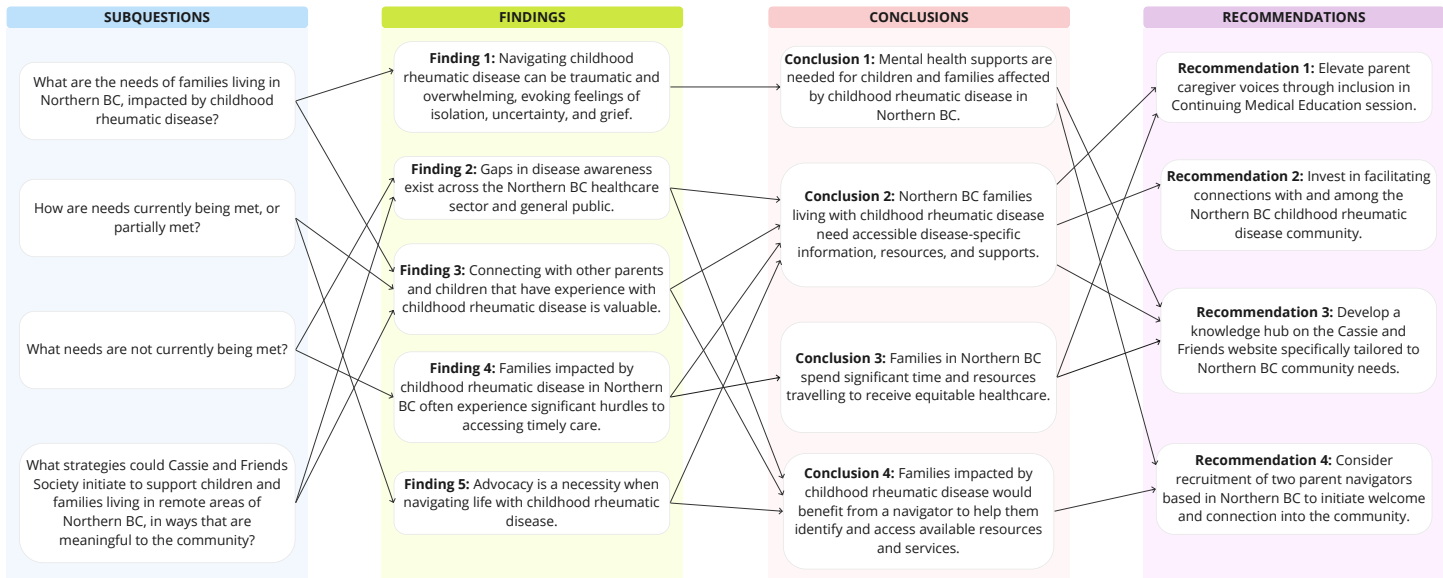 SUBQUESTIONS
What are the needs of families living in
Northern BC, impacted by childhood
rheumatic disease?
How are needs currently being met, or
partially met?
What needs are not currently being met?
What strategies could Cassie and Friends
Society initiate to support children and
families living in remote areas of
Northern BC, in ways that are
meaningful to the community?
FINDINGS
Finding 1: Navigating childhood
rheumatic disease can be traumatic and
overwhelming, evoking feelings of
isolation, uncertainty, and grief.
Finding 2: Gaps in disease awareness
exist across the Northern BC healthcare
sector and general public.
Finding 3: Connecting with other parents
and children that have experience with
childhood rheumatic disease is valuable.
Finding 4: Families impacted by
childhood rheumatic disease in Northern
BC often experience significant hurdles to
accessing timely care.
Finding 5: Advocacy is a necessity when
navigating life with childhood rheumatic
disease.
CONCLUSIONS
Conclusion 1: Mental health supports are
needed for children and families affected
by childhood rheumatic disease in
Northern BC.
Conclusion 2: Northern BC families
living with childhood rheumatic disease
need accessible disease-specific
information, resources, and supports.
Conclusion 3: Families in Northern BC
spend significant time and resources
travelling to receive equitable healthcare.
Conclusion 4: Families impacted by
childhood rheumatic disease would
benefit from a navigator to help them
identify and access available resources
and services.
RECOMMENDATIONS
Recommendation 1: Elevate parent
caregiver voices through inclusion in
Continuing Medical Education session.
Recommendation 2: Invest in facilitating
connections with and among the
Northern BC childhood rheumatic
disease community.
Recommendation 3: Develop a
knowledge hub on the Cassie and
Friends website specifically tailored to
Northern BC community needs.
Recommendation 4: Consider
recruitment of two parent navigators
based in Northern BC to initiate welcome
and connection into the community.